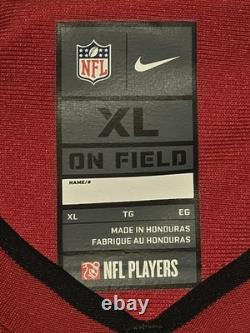 NFL
XL
ON FIELD
NAME/#
XL TG EG
MADE IN HONDURAS
FABRIQUE AU HONDURAS
NFL PLAYERS